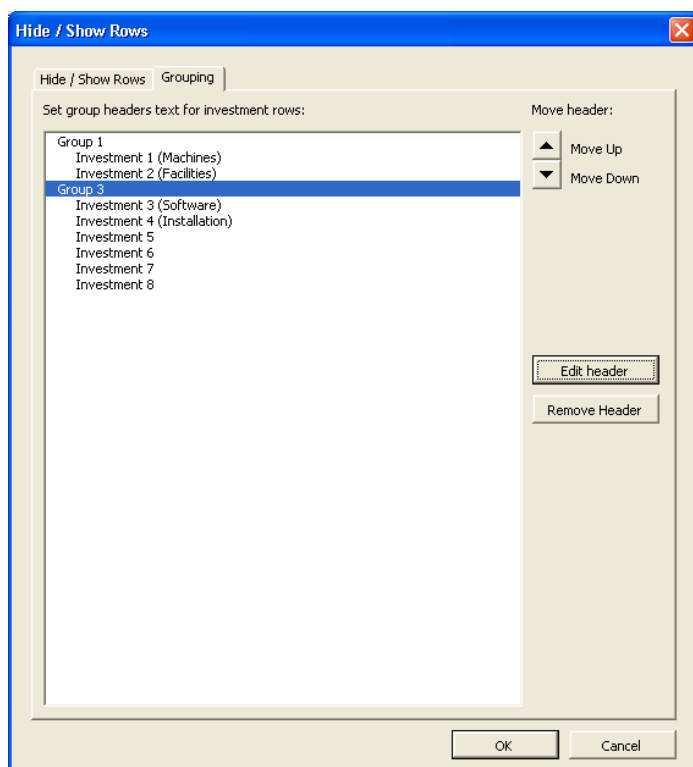 Hide / Show Rows
Hide / Show Rows Grouping
Set group headers text for investment rows:
Move header:
Group 1
Investment 1 (Machines)
Investment 2 (Facilities)
Group 3
Investment 3 (Software)
Investment 4 (Installation)
Investment 5
Investment 6
Investment 7
Investment 8
Move Up
Move Down
Edit header
Remove Header
OK Cancel